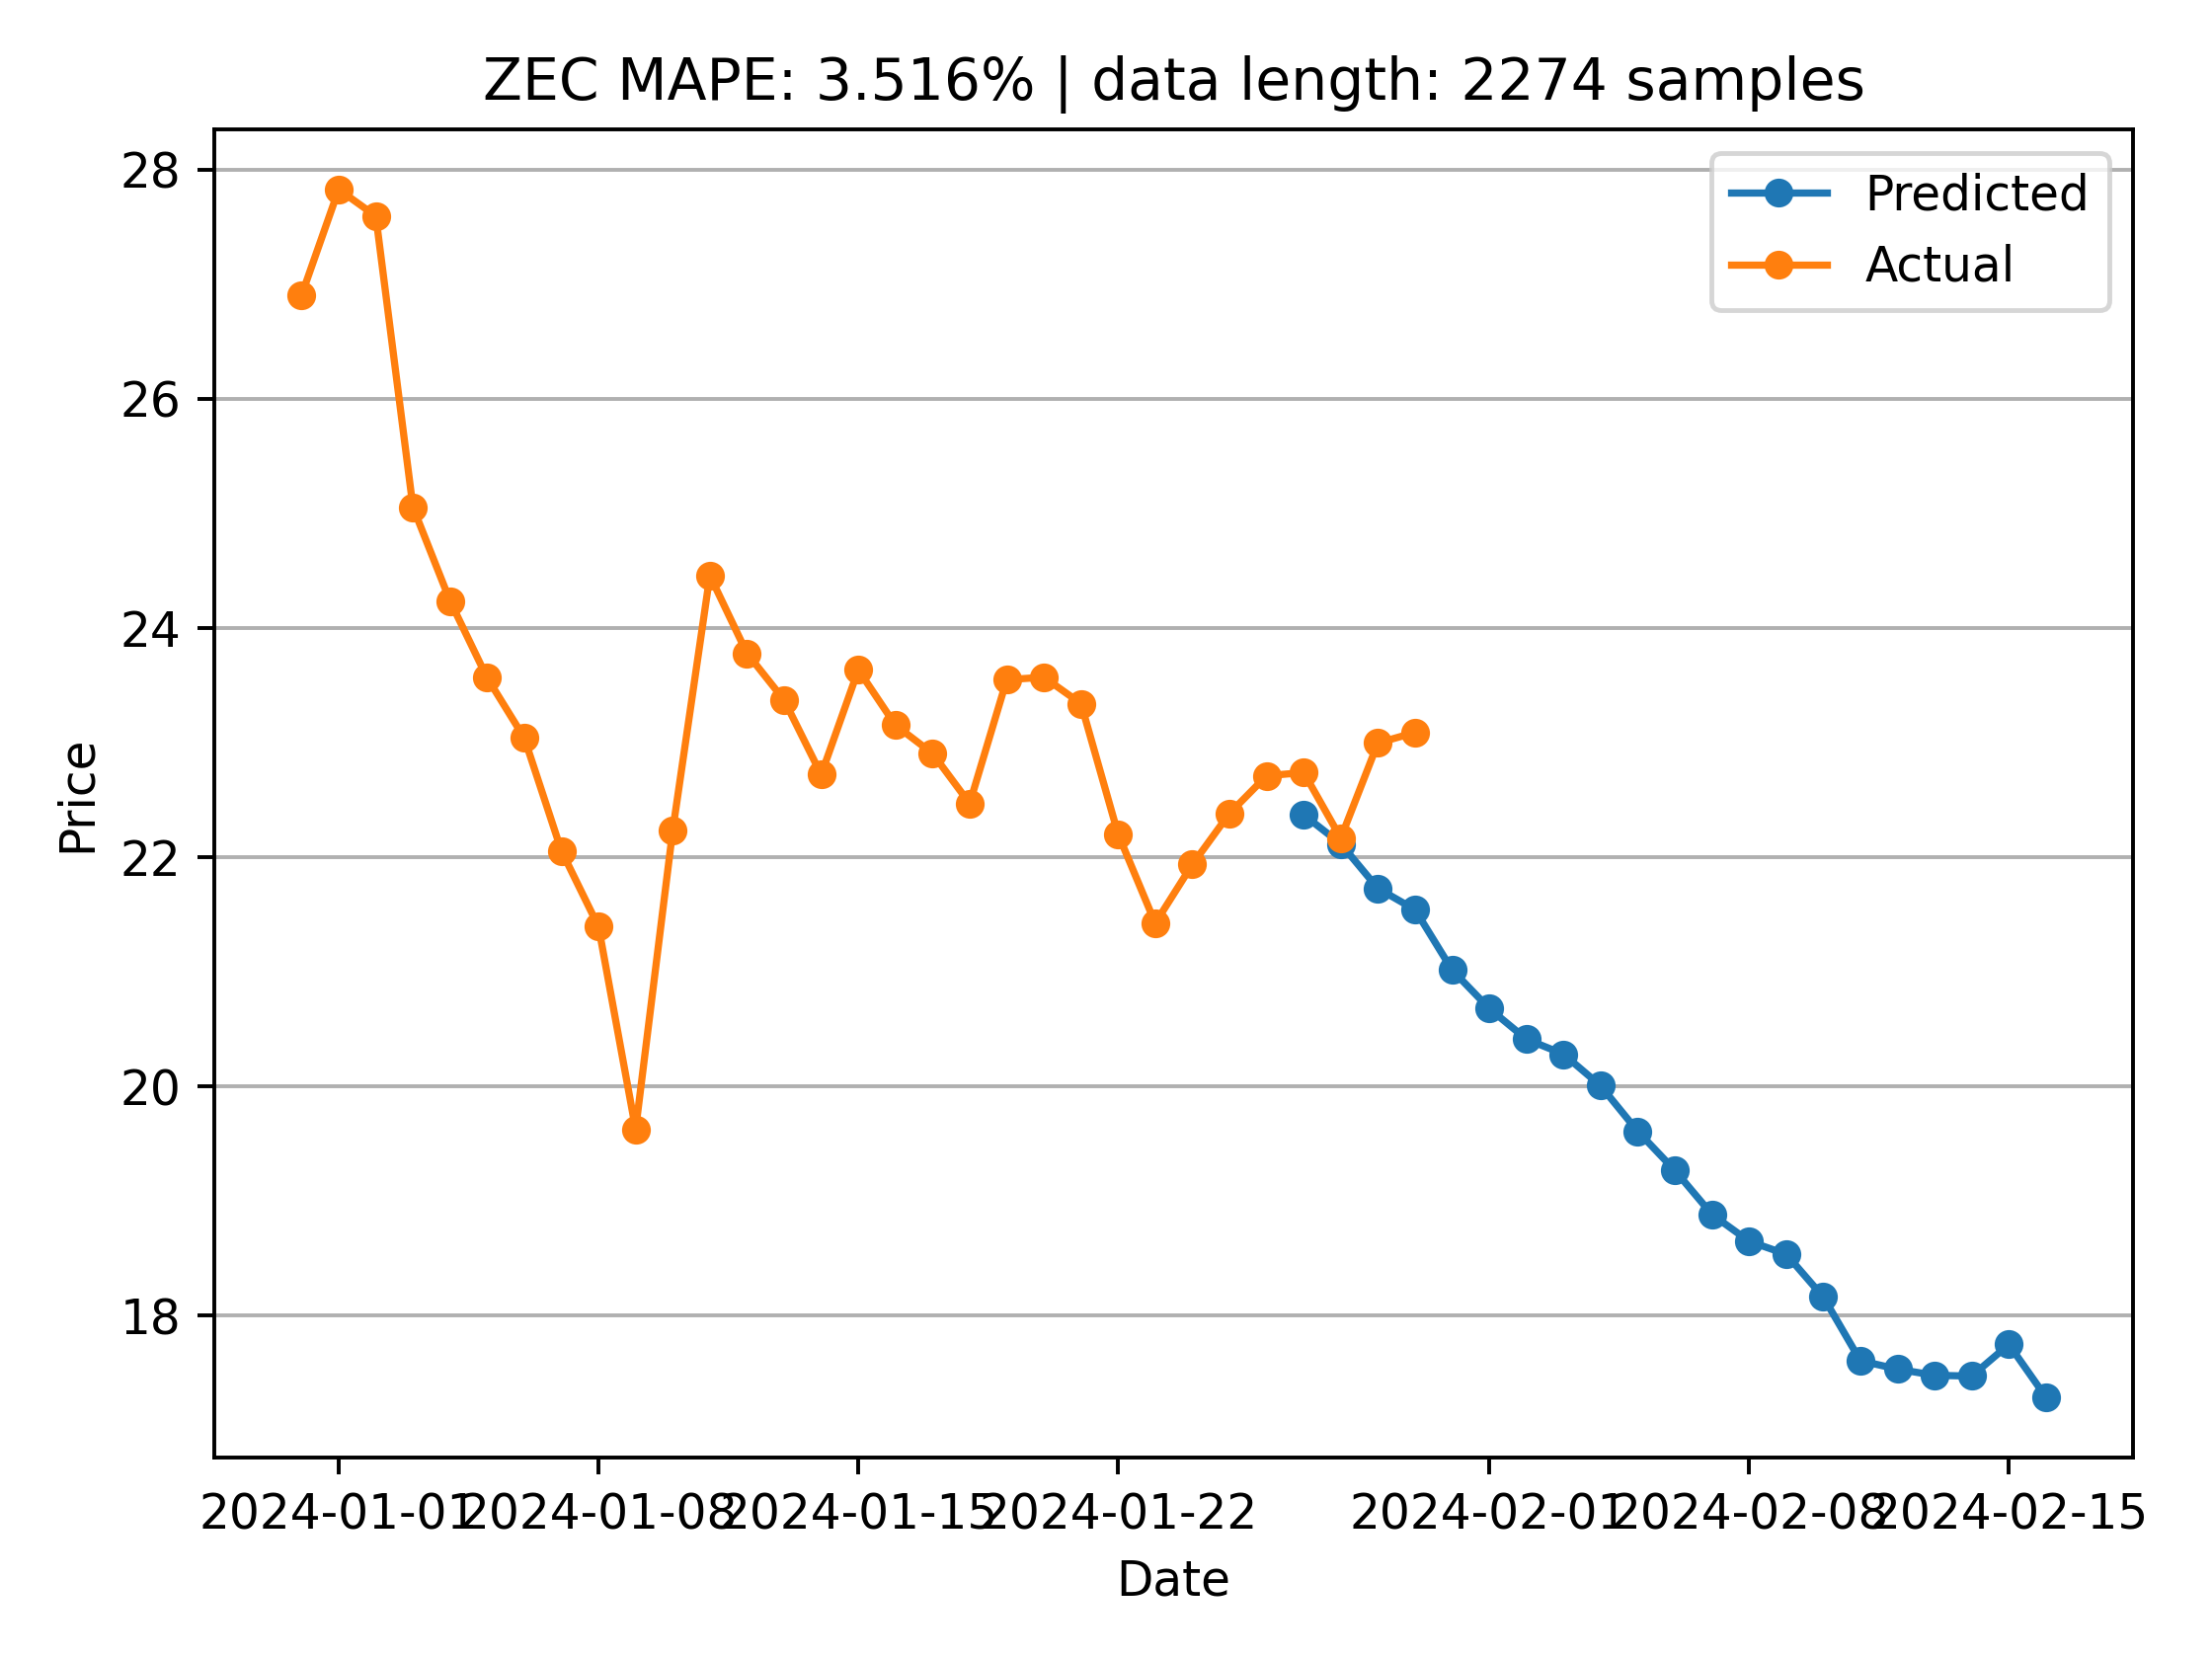 ZEC MAPE: 3.516% | data length: 2274 samples
28
26
24
22
20
18
Price
Predicted
Actual
2024-01-01
2024-01-08
2024-01-15
2024-01-22
2024-02-01
2024-02-08
2024-02-15
Date